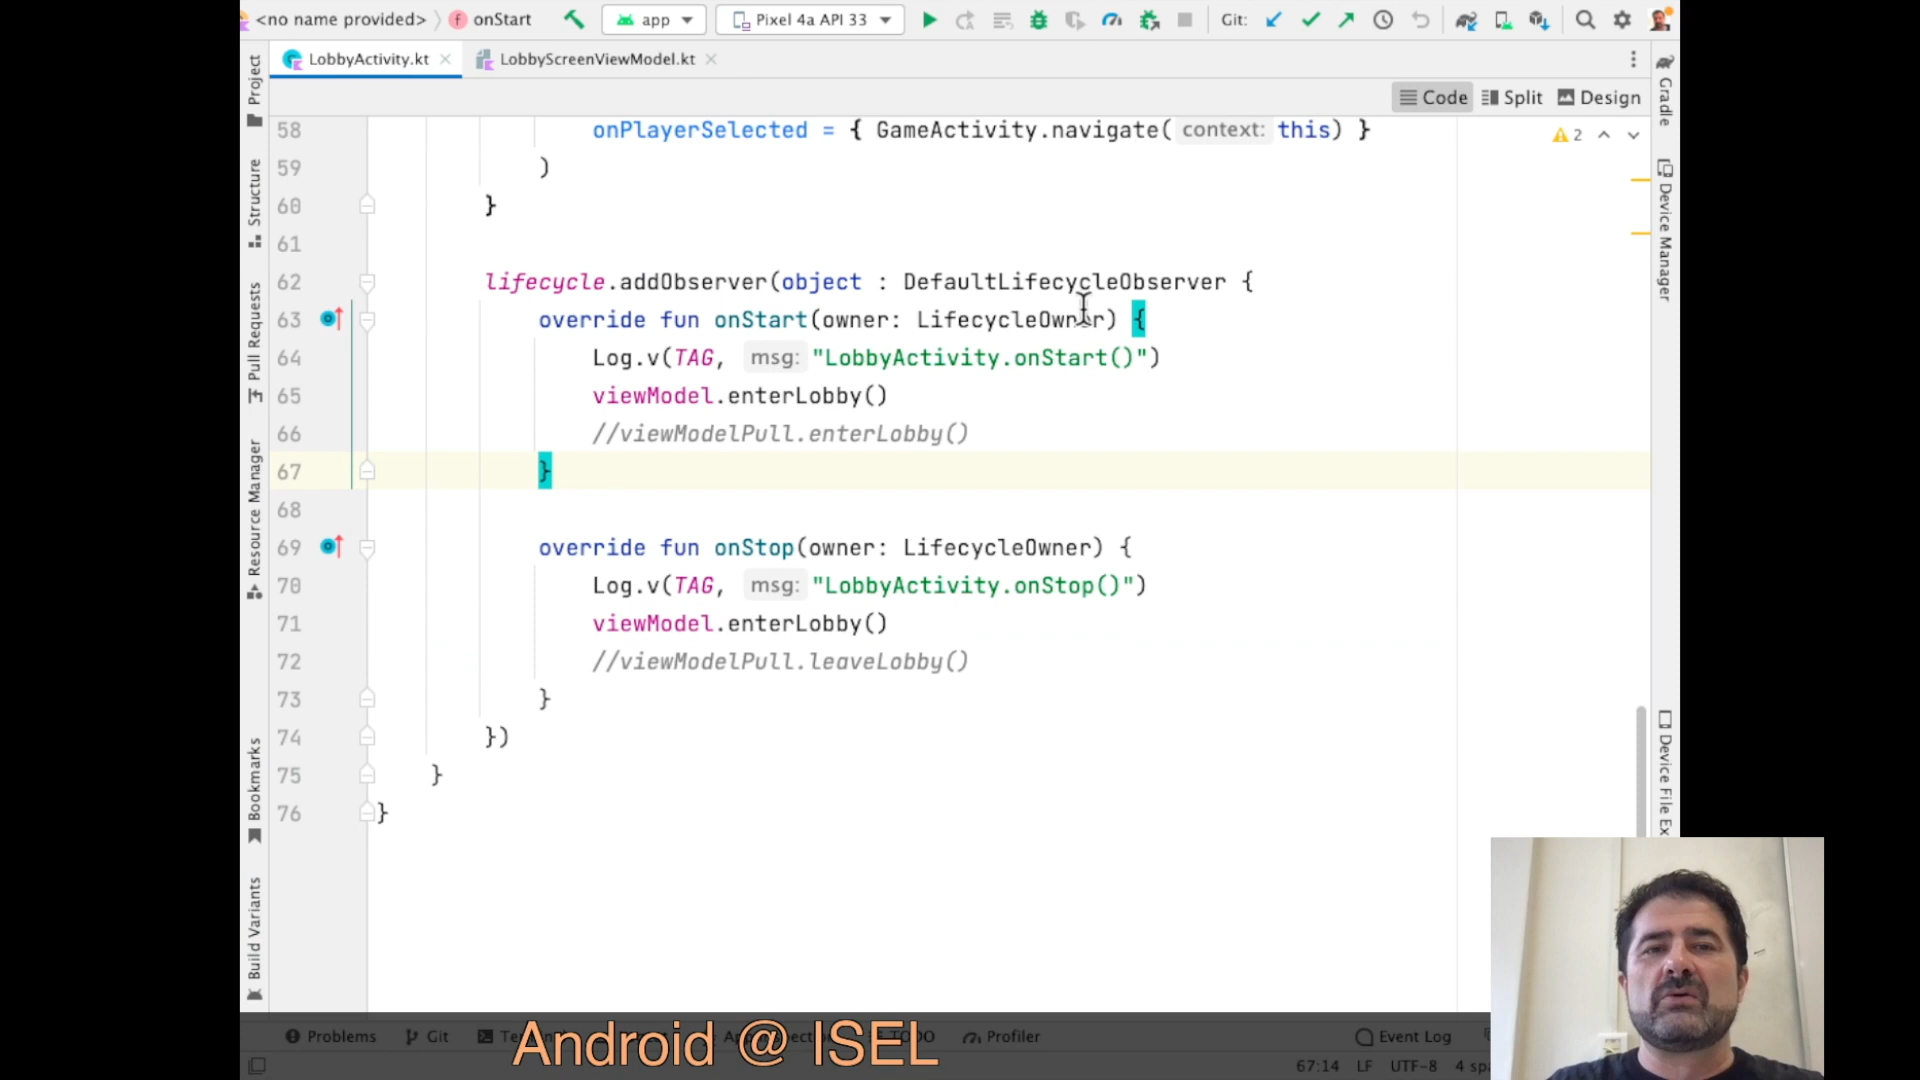 <no name provided> onStart app Pixel 4a API 33 Git:
LobbyActivity.kt LobbyScreenViewModel.kt
Code Split Design
58 onPlayerSelected = { GameActivity.navigate( context: this) } 2
59 )
60 }
61
62 lifecycle.addObserver(object : DefaultLifecycleObserver {
63 override fun onStart(owner: LifecycleOwner) {
64 Log.v(TAG, msg: "LobbyActivity.onStart()")
65 viewModel.enterLobby()
66 //viewModelPull.enterLobby()
67 }
68
69 override fun onStop(owner: LifecycleOwner) {
70 Log.v(TAG, msg: "LobbyActivity.onStop()")
71 viewModel.enterLobby()
72 //viewModelPull.leaveLobby()
73 }
74 })
75 }
76 }
Project
Structure
Pull Requests
Resource Manager
Bookmarks
Build Variants
Gradle
Device Manager
Device File Ex
Problems Git TODO Profiler Event Log
Android @ ISEL
67:14 LF UTF-8 4 spa